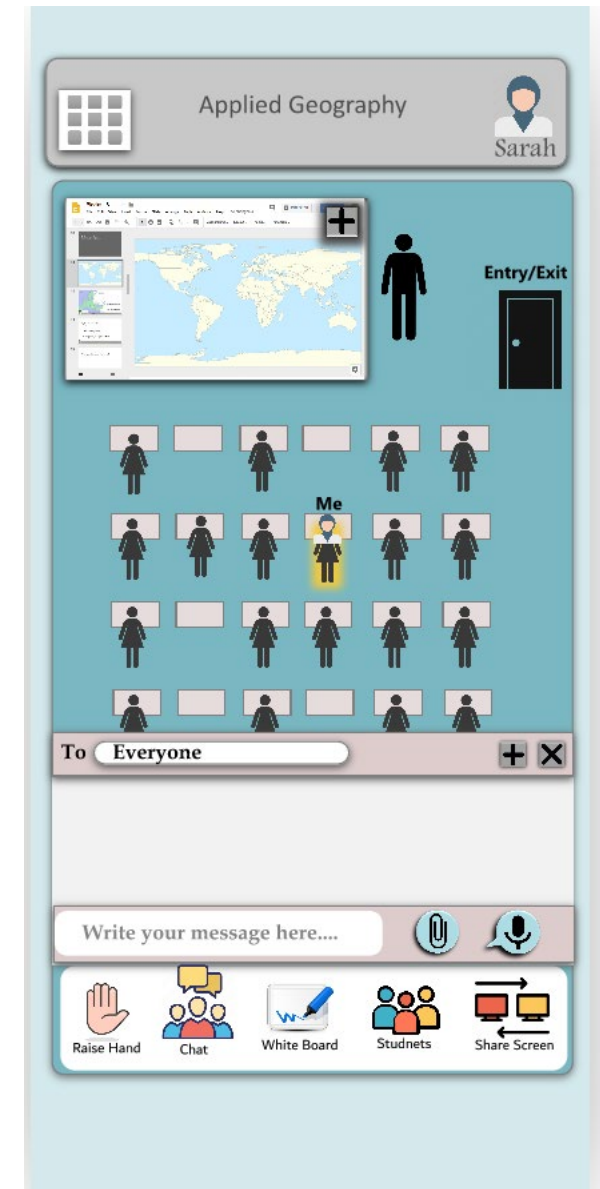 Applied Geography
Sarah
Entry/Exit
Me
To Everyone
Write your message here....
Raise Hand
Chat
White Board
Studnets
Share Screen